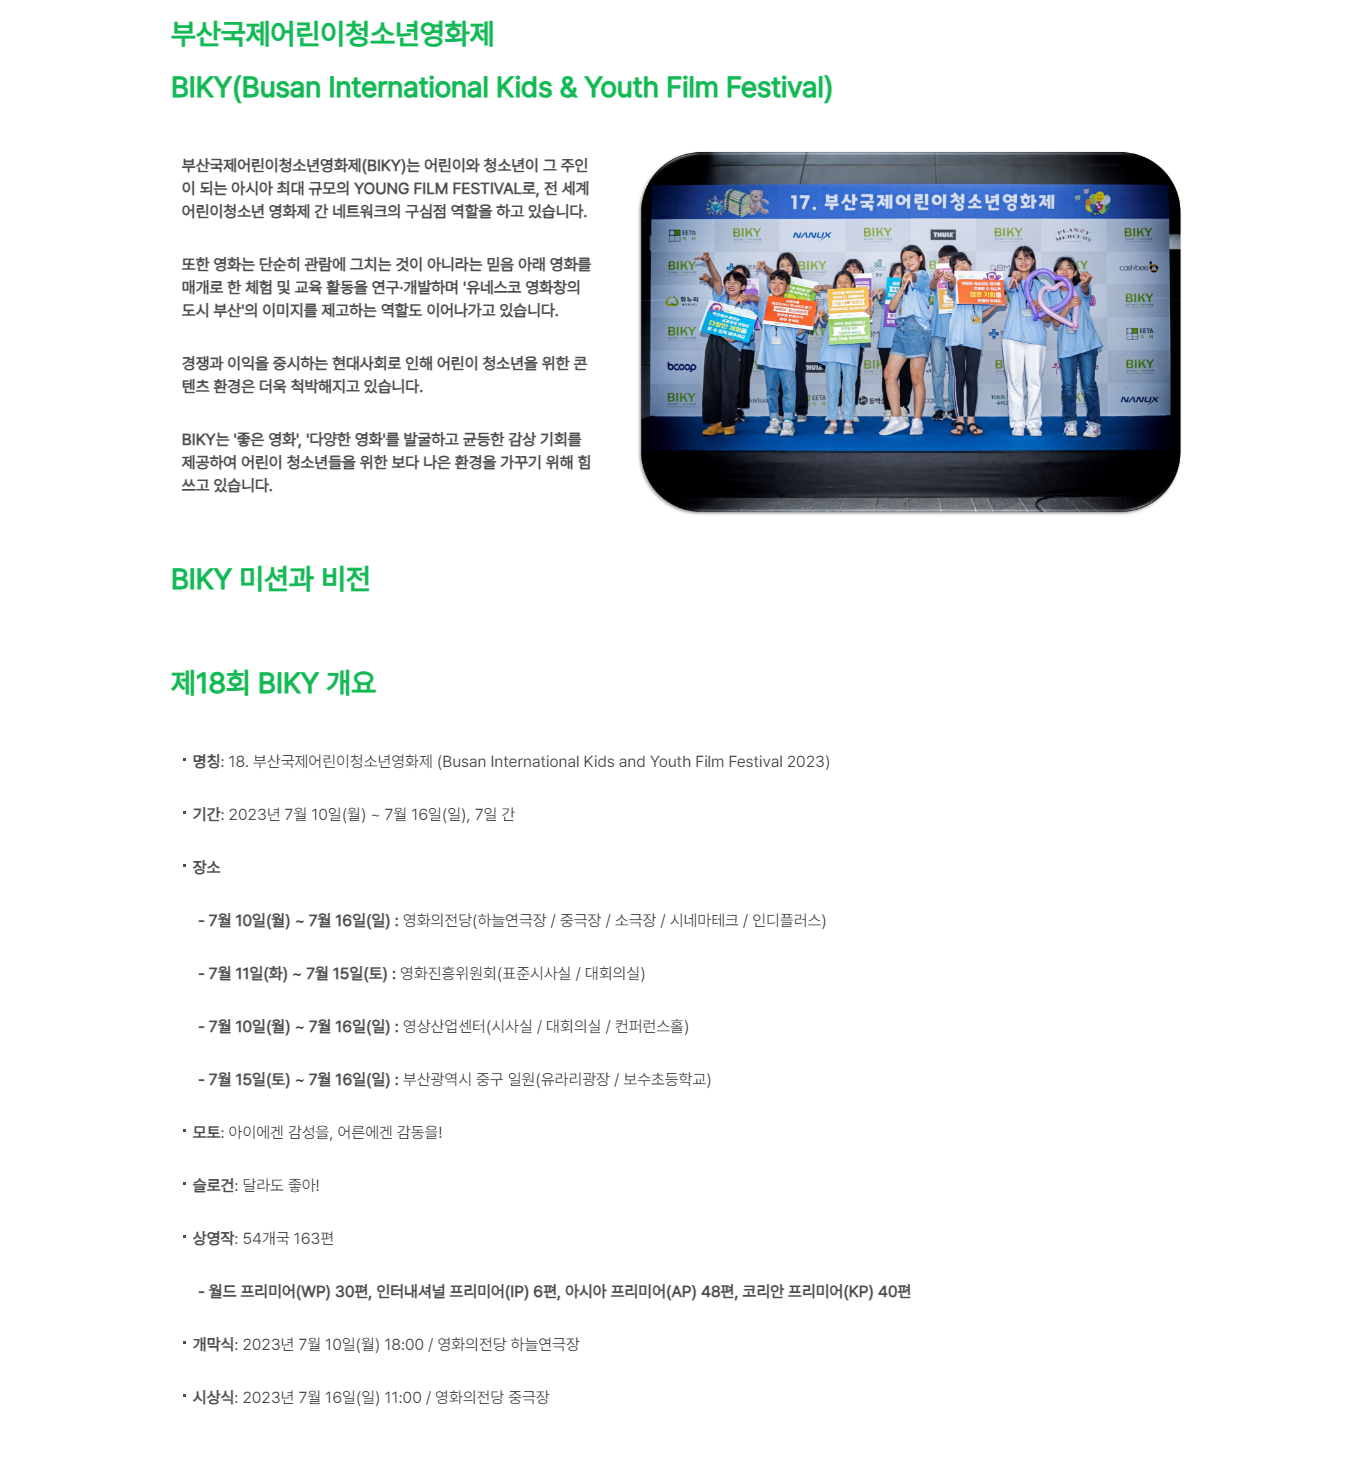 부산국제어린이청소년영화제
BIKY(Busan International Kids & Youth Film Festival)
부산국제어린이청소년영화제(BIKY)는 어린이와 청소년이 그 주인
이 되는 아시아 최대 규모의 YOUNG FILM FESTIVAL로, 전 세계
어린이청소년 영화제 간 네트워크의 구심점 역할을 하고 있습니다.
또한 영화는 단순히 관람에 그치는 것이 아니라는 믿음 아래 영화를
매개로 한 체험 및 교육 활동을 연구·개발하며 '유네스코 영화창의
도시 부산'의 이미지를 제고하는 역할도 이어나가고 있습니다.
경쟁과 이익을 중시하는 현대사회로 인해 어린이 청소년을 위한 콘
텐츠 환경은 더욱 척박해지고 있습니다.
BIKY는 '좋은 영화', '다양한 영화'를 발굴하고 균등한 감상 기회를
제공하여 어린이 청소년들을 위한 보다 나은 환경을 가꾸기 위해 힘
쓰고 있습니다.
17. 부산국제어린이청소년영화제
EETA BIKY NANUX BIKY THULE BIKY PLANET MERCURY BIKY
BIKY BIKY cashbee
휠누리
EETA
bcoop THULE BIKY
BIKY EETA NANUX
BIKY 미션과 비전
제18회 BIKY 개요
· 명칭: 18. 부산국제어린이청소년영화제 (Busan International Kids and Youth Film Festival 2023)
· 기간: 2023년 7월 10일(월) ~ 7월 16일(일), 7일 간
· 장소
- 7월 10일(월) ~ 7월 16일(일) : 영화의전당(하늘연극장 / 중극장 / 소극장 / 시네마테크 / 인디플러스)
- 7월 11일(화) ~ 7월 15일(토) : 영화진흥위원회(표준시사실 / 대회의실)
- 7월 10일(월) ~ 7월 16일(일) : 영상산업센터(시사실 / 대회의실 / 컨퍼런스홀)
- 7월 15일(토) ~ 7월 16일(일) : 부산광역시 중구 일원(유라리광장 / 보수초등학교)
· 모토: 아이에겐 감성을, 어른에겐 감동을!
· 슬로건: 달라도 좋아!
· 상영작: 54개국 163편
- 월드 프리미어(WP) 30편, 인터내셔널 프리미어(IP) 6편, 아시아 프리미어(AP) 48편, 코리안 프리미어(KP) 40편
· 개막식: 2023년 7월 10일(월) 18:00 / 영화의전당 하늘연극장
· 시상식: 2023년 7월 16일(일) 11:00 / 영화의전당 중극장